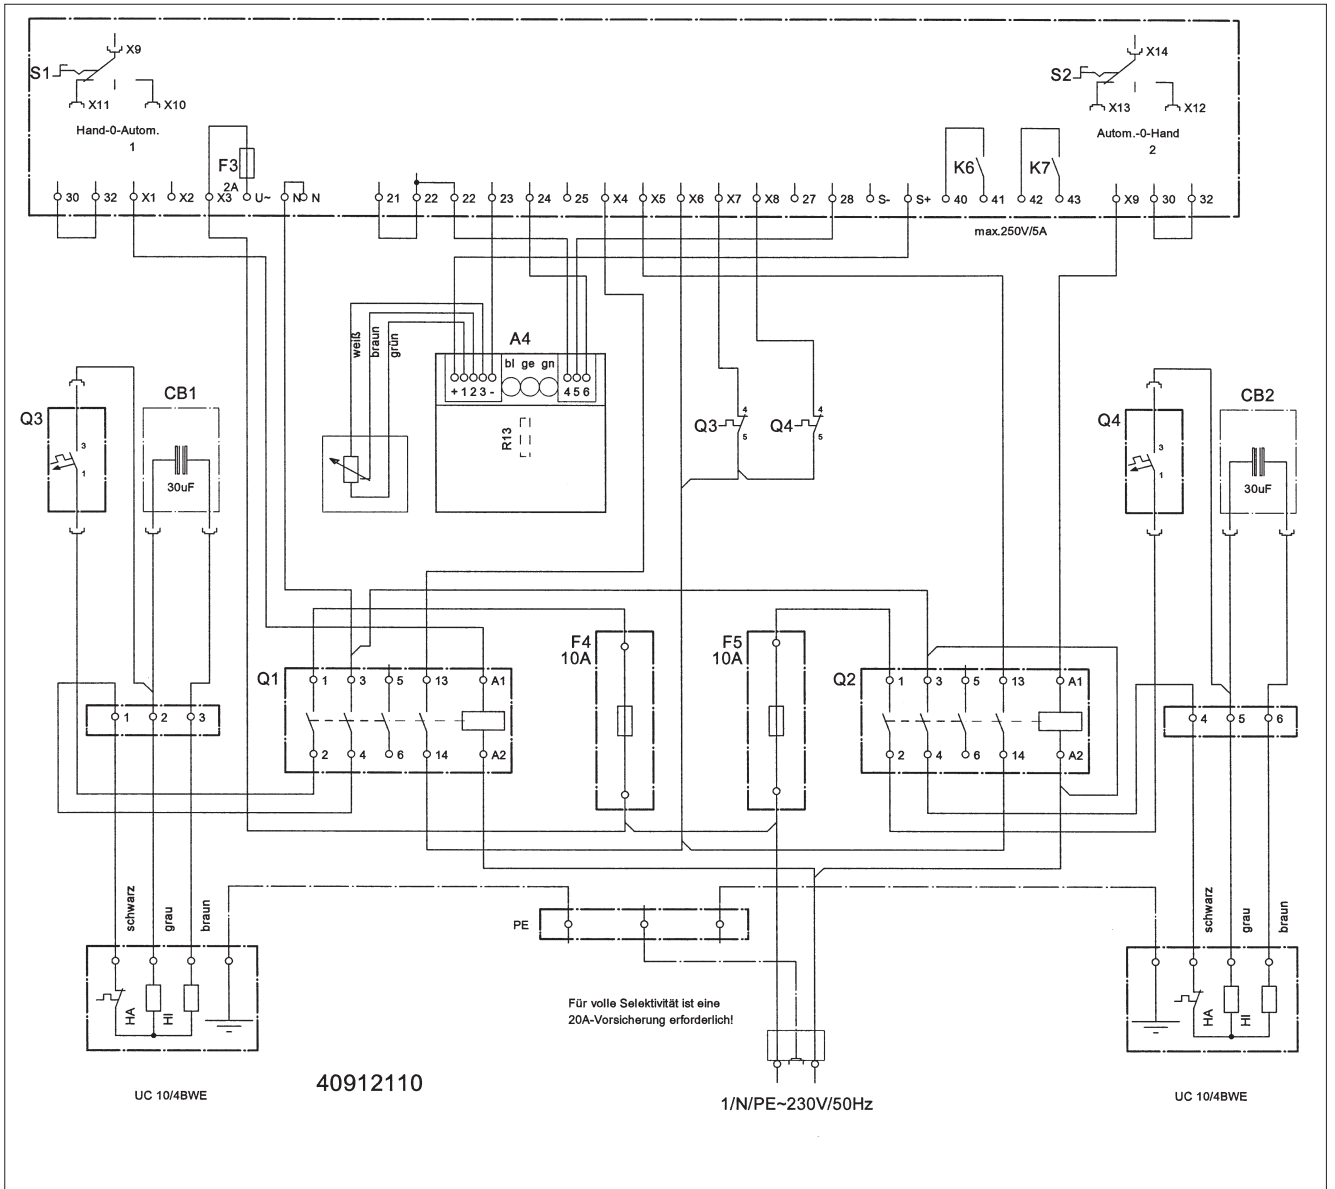 X9
S1
X11 X10
Hand-0-Autom.
1
X14
S2
X13 X12
Autom.-0-Hand
2
F3
2A
K6 K7
30 32 X1 X2 X3 U~ N N 21 22 22 23 24 25 X4 X5 X6 X7 X8 27 28 S- S+ 40 41 42 43 X9 30 32
max.250V/5A
weiß
braun
grün
A4
bl ge gn
+ 1 2 3 - 4 5 6
R13
Q3
3
1
CB1
30uF
Q3
4
5
Q4
4
5
Q4
3
1
CB2
30uF
F4
10A
F5
10A
Q1
1 3 5 13 A1
2 4 6 14 A2
Q2
1 3 5 13 A1
2 4 6 14 A2
1 2 3
4 5 6
schwarz
grau
braun
PE
schwarz
grau
braun
HA
HI
HA
HI
Für volle Selektivität ist eine
20A-Vorsicherung erforderlich!
UC 10/4BWE
40912110
1/N/PE~230V/50Hz
UC 10/4BWE